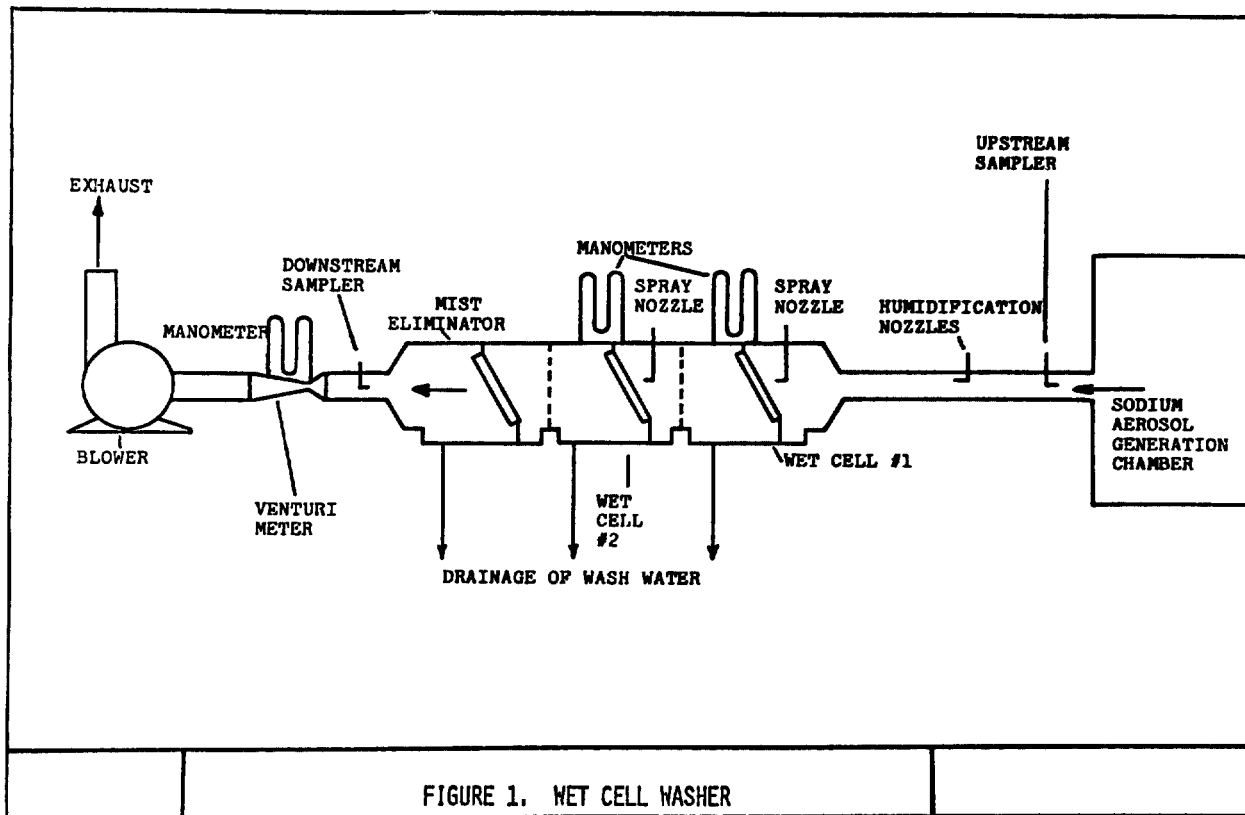 UPSTREAM
SAMPLER
EXHAUST
MANOMETERS
DOWNSTREAM
SAMPLER
SPRAY
NOZZLE
SPRAY
NOZZLE
MIST
ELIMINATOR
HUMIDIFICATION
NOZZLES
MANOMETER
SODIUM
AEROSOL
GENERATION
CHAMBER
BLOWER
WET CELL #1
VENTURI
METER
WET
CELL
#2
DRAINAGE OF WASH WATER
FIGURE 1. WET CELL WASHER